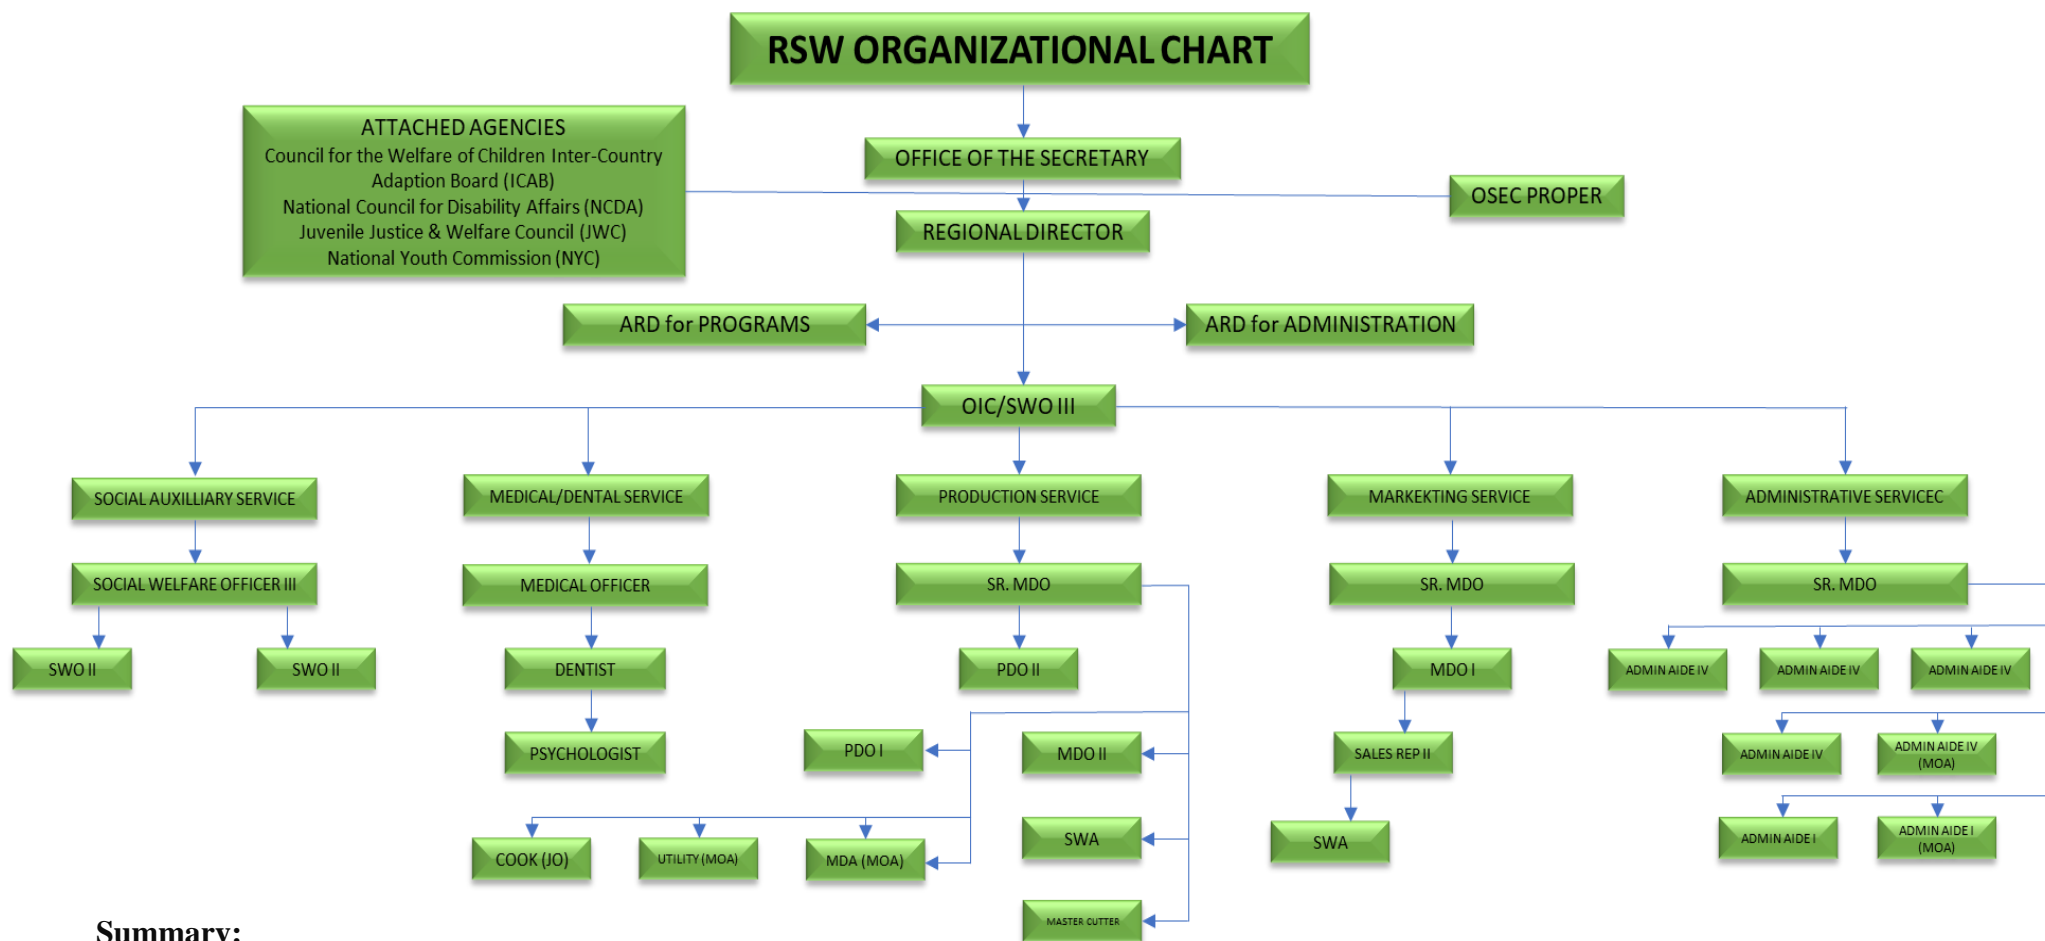 RSW ORGANIZATIONAL CHART
ATTACHED AGENCIES
Council for the Welfare of Children Inter-Country
Adaption Board (ICAB)
National Council for Disability Affairs (NCDA)
Juvenile Justice & Welfare Council (JWC)
National Youth Commission (NYC)
OFFICE OF THE SECRETARY
OSEC PROPER
REGIONAL DIRECTOR
ARD for PROGRAMS
ARD for ADMINISTRATION
OIC/SWO III
SOCIAL AUXILLIARY SERVICE
MEDICAL/DENTAL SERVICE
PRODUCTION SERVICE
MARKEKTING SERVICE
ADMINISTRATIVE SERVICEC
SOCIAL WELFARE OFFICER III
MEDICAL OFFICER
SR. MDO
SR. MDO
SR. MDO
SWO II
SWO II
DENTIST
PDO II
MDO I
ADMIN AIDE IV
ADMIN AIDE IV
ADMIN AIDE IV
PSYCHOLOGIST
PDO I
MDO II
SALES REP II
ADMIN AIDE IV
ADMIN AIDE IV
(MOA)
COOK (JO)
UTILITY (MOA)
MDA (MOA)
SWA
SWA
ADMIN AIDE I
ADMIN AIDE I
(MOA)
MASTER CUTTER
Summary: